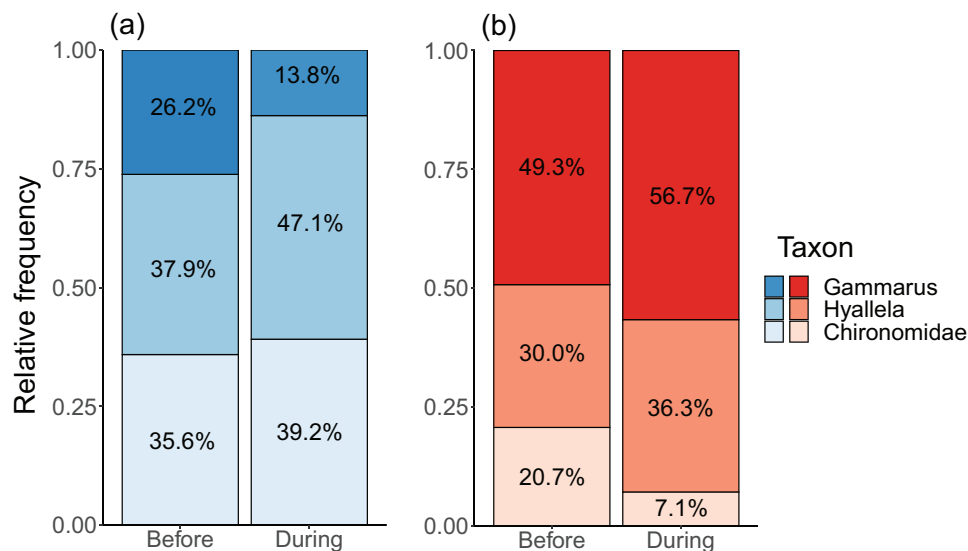 (a)
(b)
Relative frequency
1.00
0.75
0.50
0.25
0.00
26.2%
37.9%
35.6%
13.8%
47.1%
39.2%
Before
During
1.00
0.75
0.50
0.25
0.00
49.3%
30.0%
20.7%
56.7%
36.3%
7.1%
Before
During
Taxon
Gammarus
Hyallela
Chironomidae